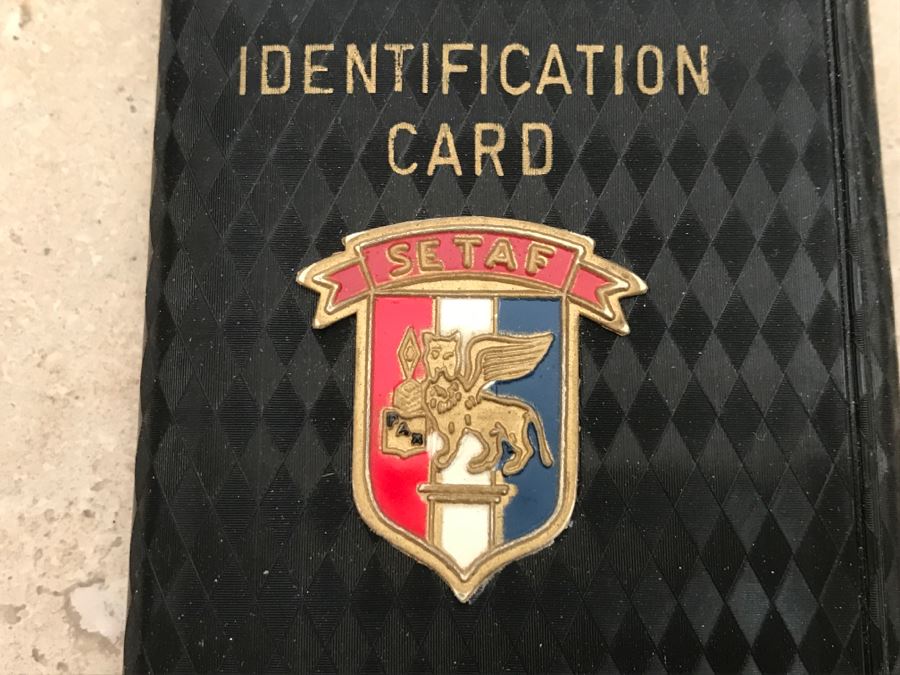 IDENTIFICATION
CARD
SETAF
PAX